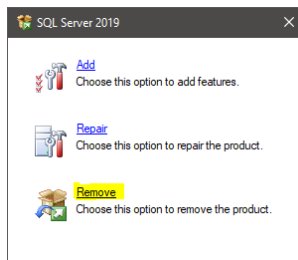 SQL Server 2019
Add
Choose this option to add features.
Repair
Choose this option to repair the product.
Remove
Choose this option to remove the product.